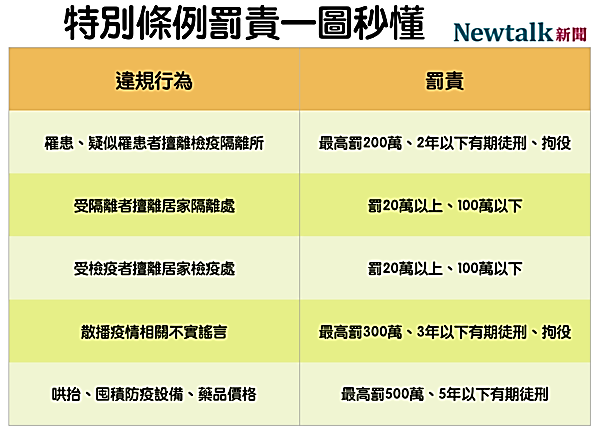 特別條例罰責一圖秒懂
Newtalk新聞
違規行為 罰責
罹患、疑似罹患者擅離檢疫隔離所 最高罰200萬、2年以下有期徒刑、拘役
受隔離者擅離居家隔離處 罰20萬以上、100萬以下
受檢疫者擅離居家檢疫處 罰20萬以上、100萬以下
散播疫情相關不實謠言 最高罰300萬、3年以下有期徒刑、拘役
哄抬、囤積防疫設備、藥品價格 最高罰500萬、5年以下有期徒刑